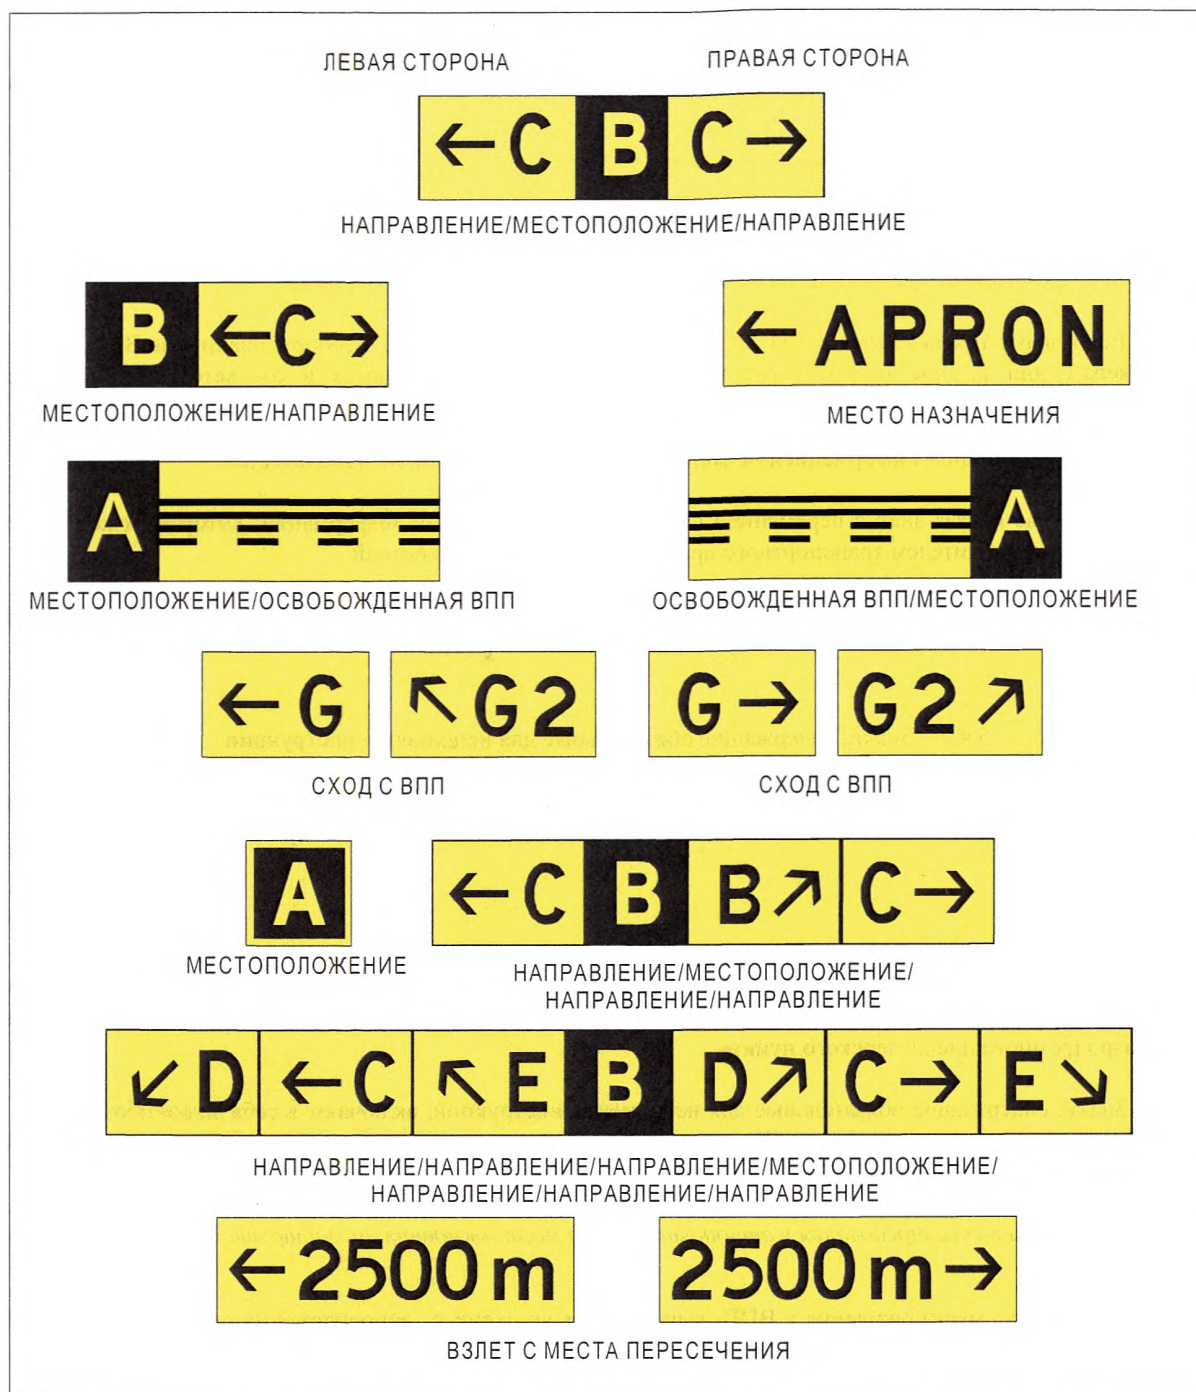 ЛЕВАЯ СТОРОНА ПРАВАЯ СТОРОНА
←C B C→
НАПРАВЛЕНИЕ/МЕСТОПОЛОЖЕНИЕ/НАПРАВЛЕНИЕ
B ←C→ ←APRON
МЕСТОПОЛОЖЕНИЕ/НАПРАВЛЕНИЕ МЕСТО НАЗНАЧЕНИЯ
A A
МЕСТОПОЛОЖЕНИЕ/ОСВОБОЖДЕННАЯ ВПП ОСВОБОЖДЕННАЯ ВПП/МЕСТОПОЛОЖЕНИЕ
←G ↖G2 G→ G2↗
СХОД С ВПП СХОД С ВПП
A ←C B B↗ C→
МЕСТОПОЛОЖЕНИЕ НАПРАВЛЕНИЕ/МЕСТОПОЛОЖЕНИЕ/
НАПРАВЛЕНИЕ/НАПРАВЛЕНИЕ
↙D ←C ↖E B D↗ C→ E↘
НАПРАВЛЕНИЕ/НАПРАВЛЕНИЕ/НАПРАВЛЕНИЕ/МЕСТОПОЛОЖЕНИЕ/
НАПРАВЛЕНИЕ/НАПРАВЛЕНИЕ/НАПРАВЛЕНИЕ
←2500m 2500m→
ВЗЛЕТ С МЕСТА ПЕРЕСЕЧЕНИЯ